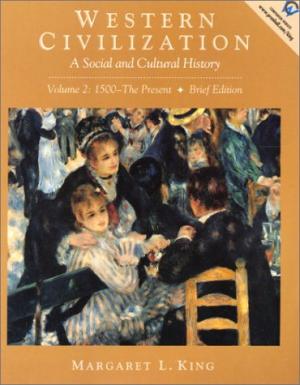 WESTERN
CIVILIZATION
A Social and Cultural History
Volume 2: 1500–The Present ✦ Brief Edition
MARGARET L. KING